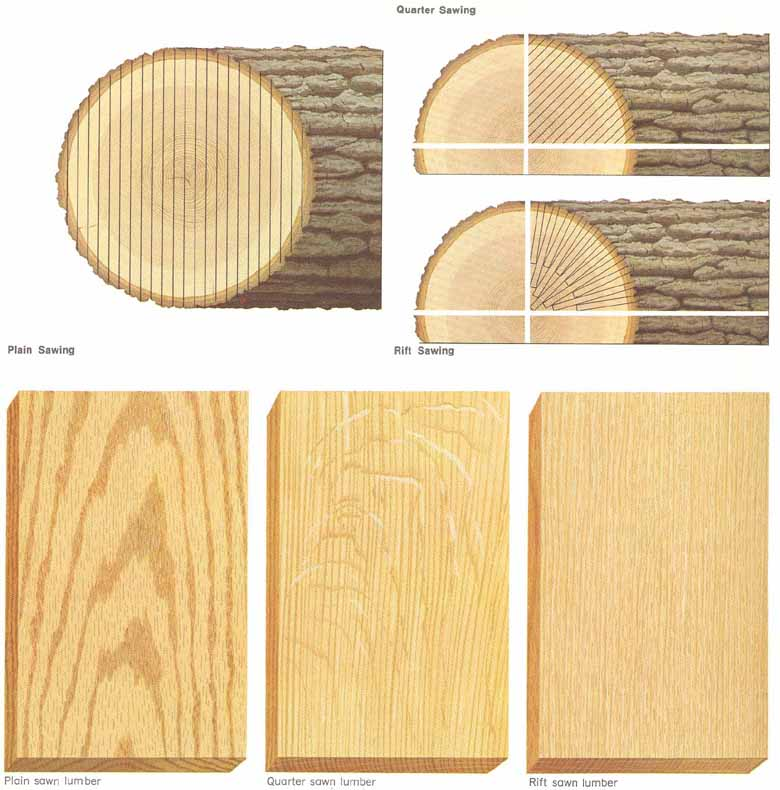 Quarter Sawing
Plain Sawing
Rift Sawing
Plain sawn lumber
Quarter sawn lumber
Rift sawn lumber